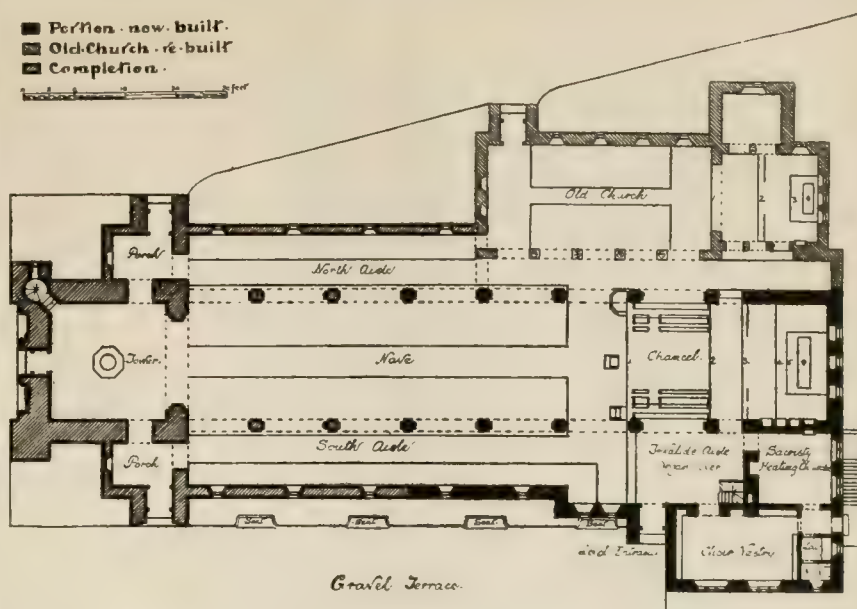 Portion now built.
Old Church re-built
Completion.
feet
Old Church
Porch
North Aisle
Tower.
Nave
Chancel.
South Aisle
Porch
Sacristy
Seat Seat Seat Seat
Choir Vestry
Gravel Terrace.